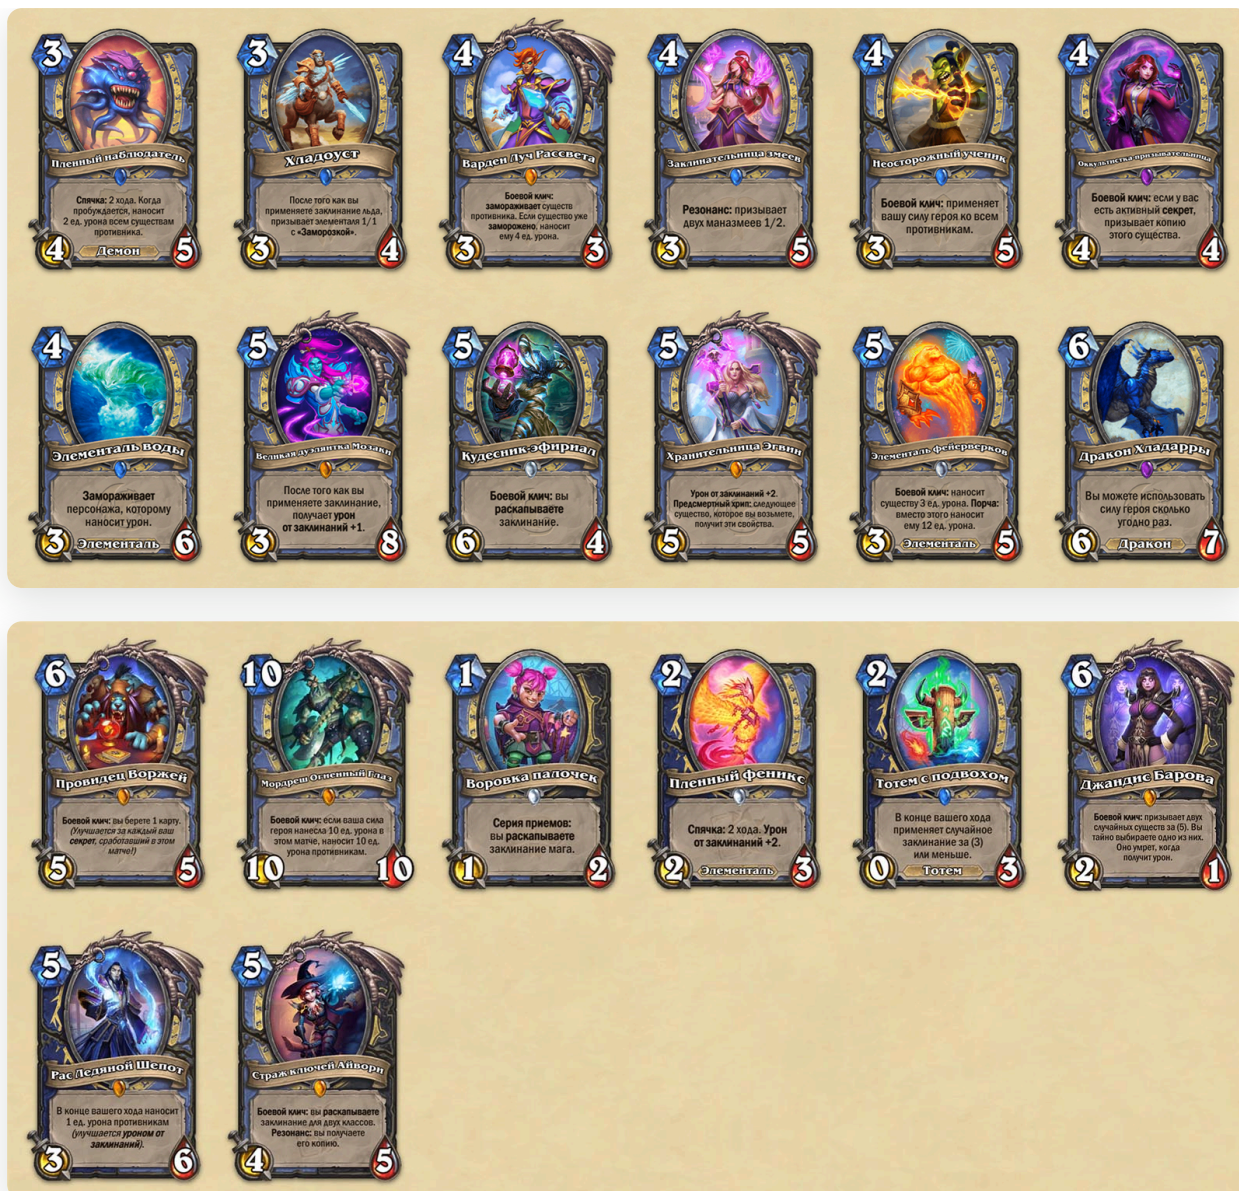 3
Пленный наблюдатель
Спячка: 2 хода. Когда
пробуждается, наносит
2 ед. урона всем существам
противника.
4
Демон
5
3
Хладоуст
После того как вы
применяете заклинание льда,
призывает элементаля 1/1
с «Заморозкой».
3
4
4
Варден Луч Рассвета
Боевой клич:
замораживает существ
противника. Если существо уже
заморожено, наносит
ему 4 ед. урона.
3
3
4
Заклинательница змеев
Резонанс: призывает
двух маназмеев 1/2.
3
5
4
Неосторожный ученик
Боевой клич: применяет
вашу силу героя ко всем
противникам.
3
5
4
Оккультистка-призывательница
Боевой клич: если у вас
есть активный секрет,
призывает копию
этого существа.
4
4
4
Элементаль воды
Замораживает
персонажа, которому
наносит урон.
3
Элементаль
6
5
Великая дуэлянтка Мозаки
После того как вы
применяете заклинание,
получает урон
от заклинаний +1.
3
8
5
Кудесник-эфириал
Боевой клич: вы
раскапываете
заклинание.
6
4
5
Хранительница Эгвин
Урон от заклинаний +2.
Предсмертный хрип: следующее
существо, которое вы возьмете,
получит эти свойства.
5
5
5
Элементаль фейерверков
Боевой клич: наносит
существу 3 ед. урона. Порча:
вместо этого наносит
ему 12 ед. урона.
3
Элементаль
5
6
Дракон Хладарры
Вы можете использовать
силу героя сколько
угодно раз.
6
Дракон
7
6
Провидец Воржей
Боевой клич: вы берете 1 карту.
(Улучшается за каждый ваш
секрет, сработавший в этом
матче!)
5
5
10
Мордреш Огненный Глаз
Боевой клич: если ваша сила
героя нанесла 10 ед. урона в
этом матче, наносит 10 ед.
урона противникам.
10
10
1
Воровка палочек
Серия приемов:
вы раскапываете
заклинание мага.
1
2
2
Пленный феникс
Спячка: 2 хода. Урон
от заклинаний +2.
2
Элементаль
3
2
Тотем с подвохом
В конце вашего хода
применяет случайное
заклинание за (3)
или меньше.
0
Тотем
3
6
Джандис Барова
Боевой клич: призывает двух
случайных существ за (5). Вы
тайно выбираете одно из них.
Оно умрет, когда
получит урон.
2
1
5
Рас Ледяной Шепот
В конце вашего хода наносит
1 ед. урона противникам
(улучшается уроном от
заклинаний).
3
6
5
Страж ключей Айвори
Боевой клич: вы раскапываете
заклинание для двух классов.
Резонанс: вы получаете
его копию.
4
5